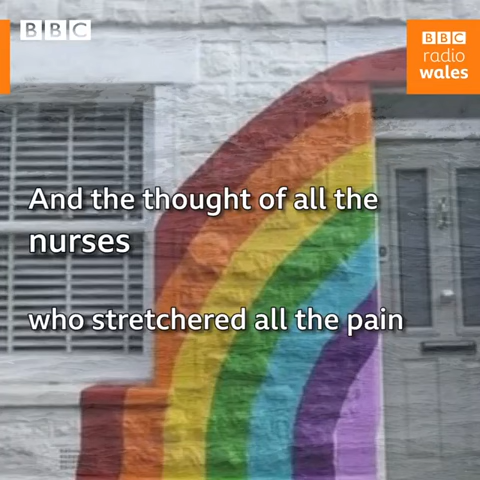 BBC
BBC
radio
wales
And the thought of all the
nurses
who stretchered all the pain